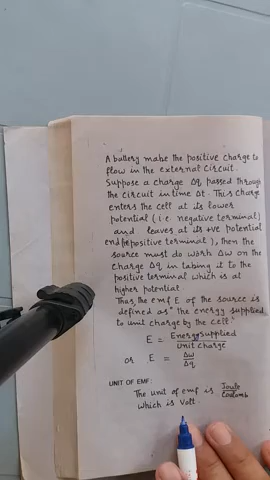 A battery make the positive charge to
flow in the external circuit.
Suppose a charge Δq passed through
the circuit in time Δt. This charge
enters the cell at its lower
potential (i.e negative terminal)
and leaves at its +ve potential
end (positive terminal), then the
source must do work ΔW on the
charge Δq in taking it to the
positive terminal which is at
higher potential
Thus the emf E of the source is
defined as "the energy supplied
to unit charge by the cell"
E = Energy supplied / Unit charge
or E = ΔW / Δq
UNIT OF EMF:
The unit of emf is Joule / Coulomb
which is Volt.